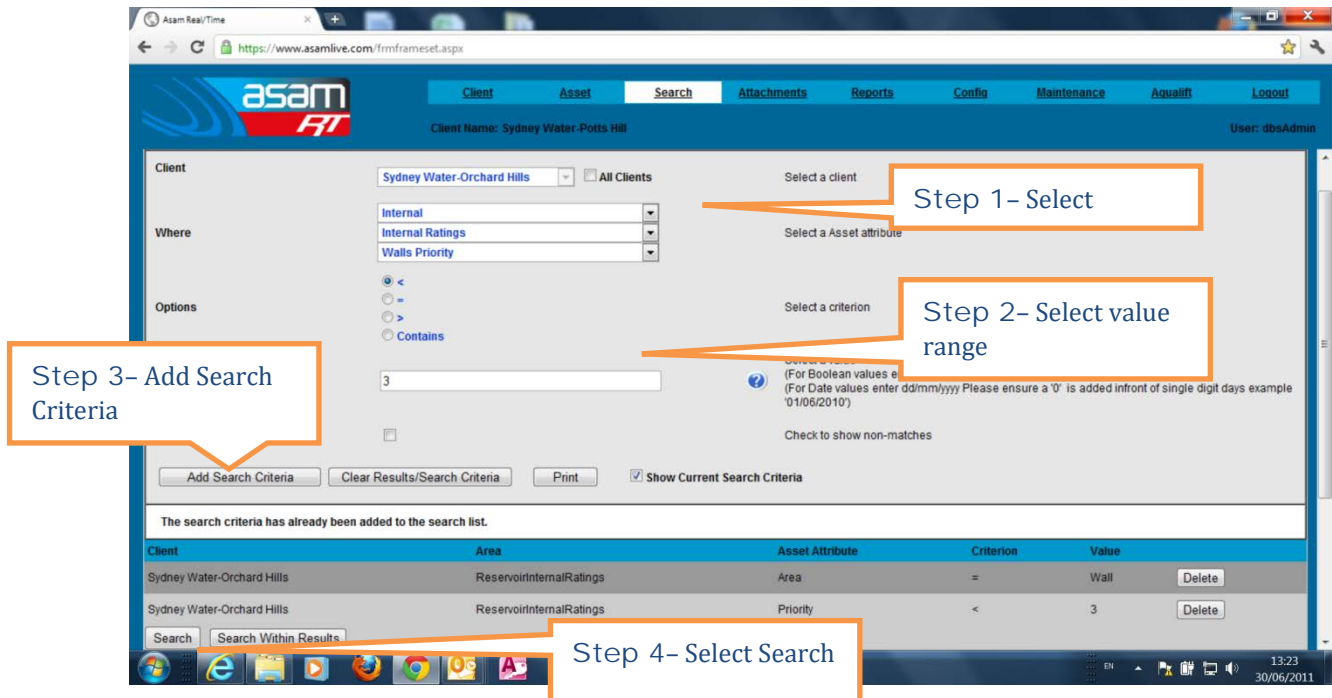 Asam Real/Time
https://www.asamlive.com/frmframeset.aspx
asam
RT
Client Asset Search Attachments Reports Config Maintenance Aqualift Logout
Client Name: Sydney Water-Potts Hill
User: dbsAdmin
Client
Sydney Water-Orchard Hills
All Clients
Select a client
Step 1– Select
Where
Internal
Internal Ratings
Walls Priority
Select a Asset attribute
Options
<
=
>
Contains
Select a criterion
Step 2– Select value
range
Step 3– Add Search
Criteria
3
(For Boolean values e
(For Date values enter dd/mm/yyyy Please ensure a '0' is added infront of single digit days example
'01/06/2010')
Check to show non-matches
Add Search Criteria Clear Results/Search Criteria Print Show Current Search Criteria
The search criteria has already been added to the search list.
Client Area Asset Attribute Criterion Value
Sydney Water-Orchard Hills ReservoirInternalRatings Area = Wall Delete
Sydney Water-Orchard Hills ReservoirInternalRatings Priority < 3 Delete
Search Search Within Results
Step 4– Select Search
EN
13:23
30/06/2011